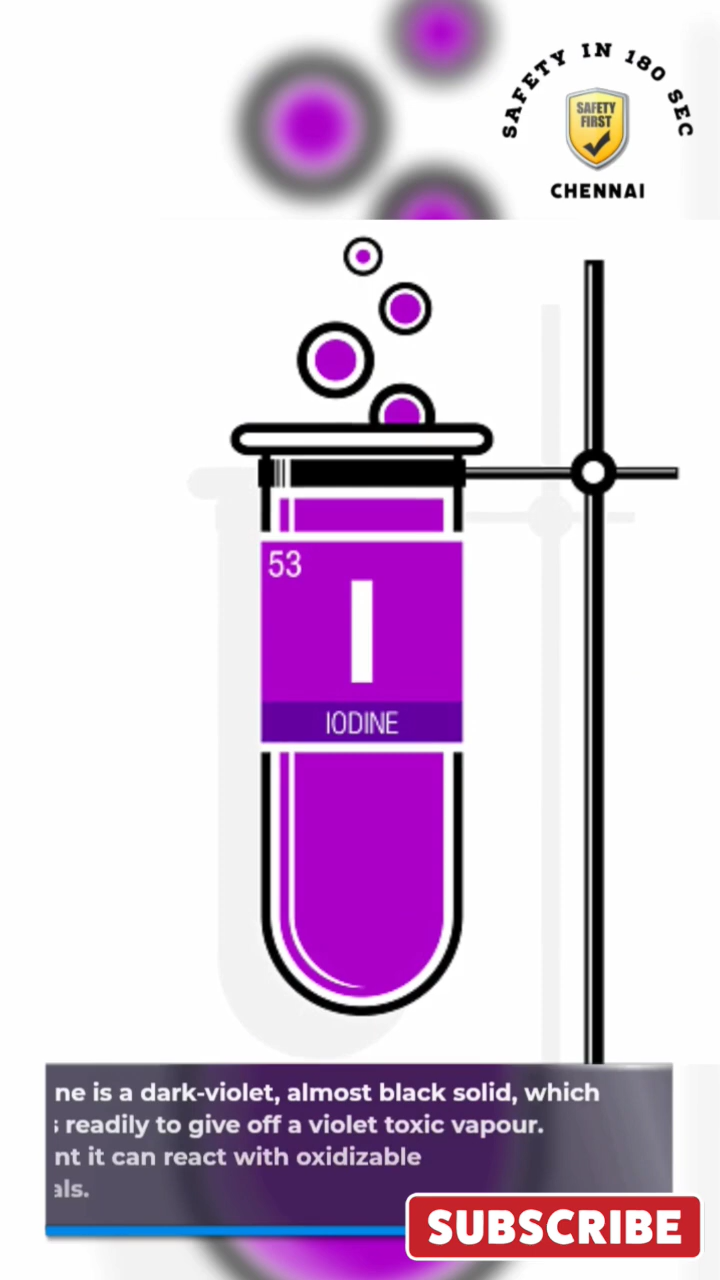 SAFETY IN 180 SEC
SAFETY
FIRST
CHENNAI
53
I
IODINE
ne is a dark-violet, almost black solid, which
readily to give off a violet toxic vapour.
nt it can react with oxidizable
als.
SUBSCRIBE